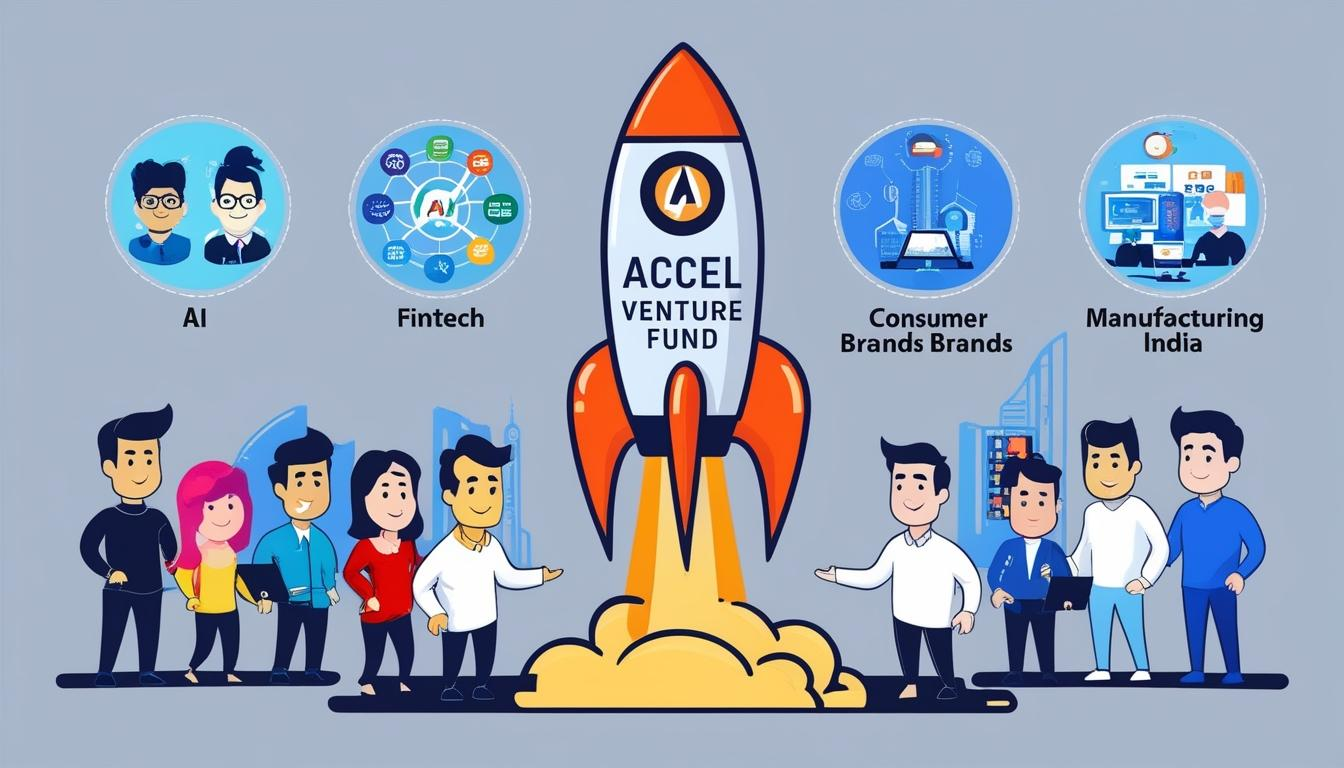 ACCEL
VENTURE
FUND
AI
Fintech
Consumer
Brands Brands
Manufacturing
India